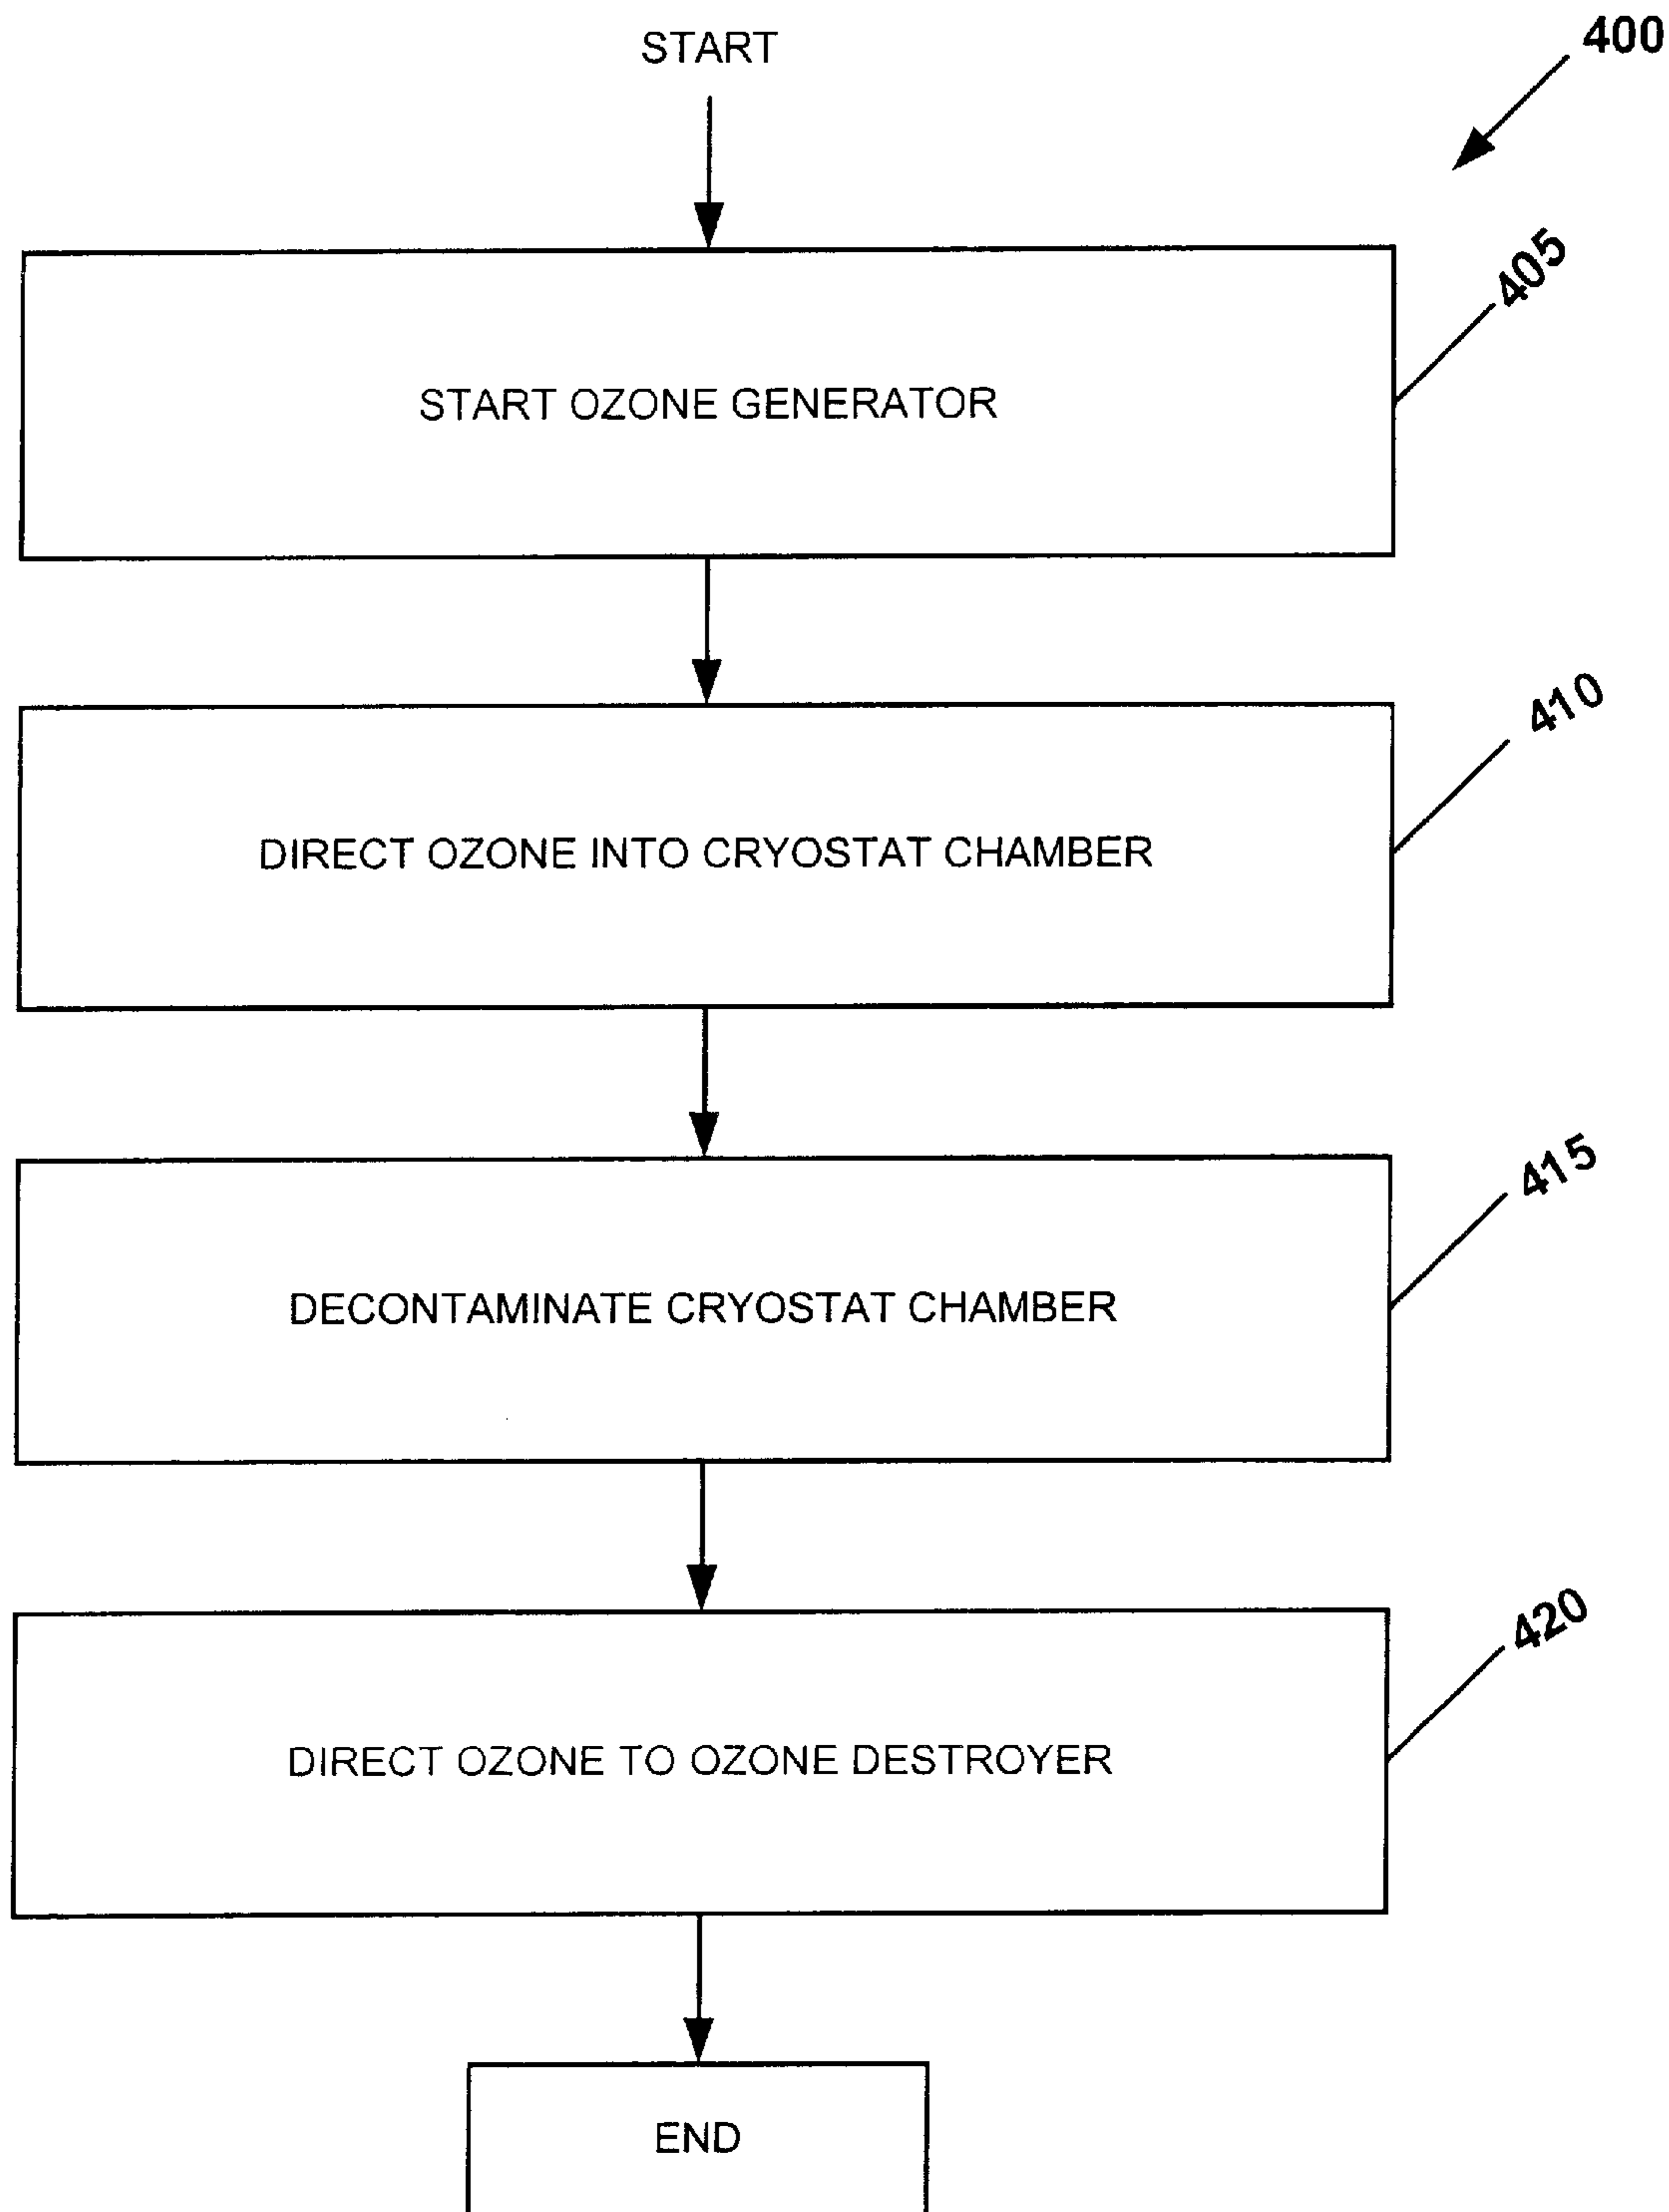 START
400
START OZONE GENERATOR
405
DIRECT OZONE INTO CRYOSTAT CHAMBER
410
DECONTAMINATE CRYOSTAT CHAMBER
415
DIRECT OZONE TO OZONE DESTROYER
420
END